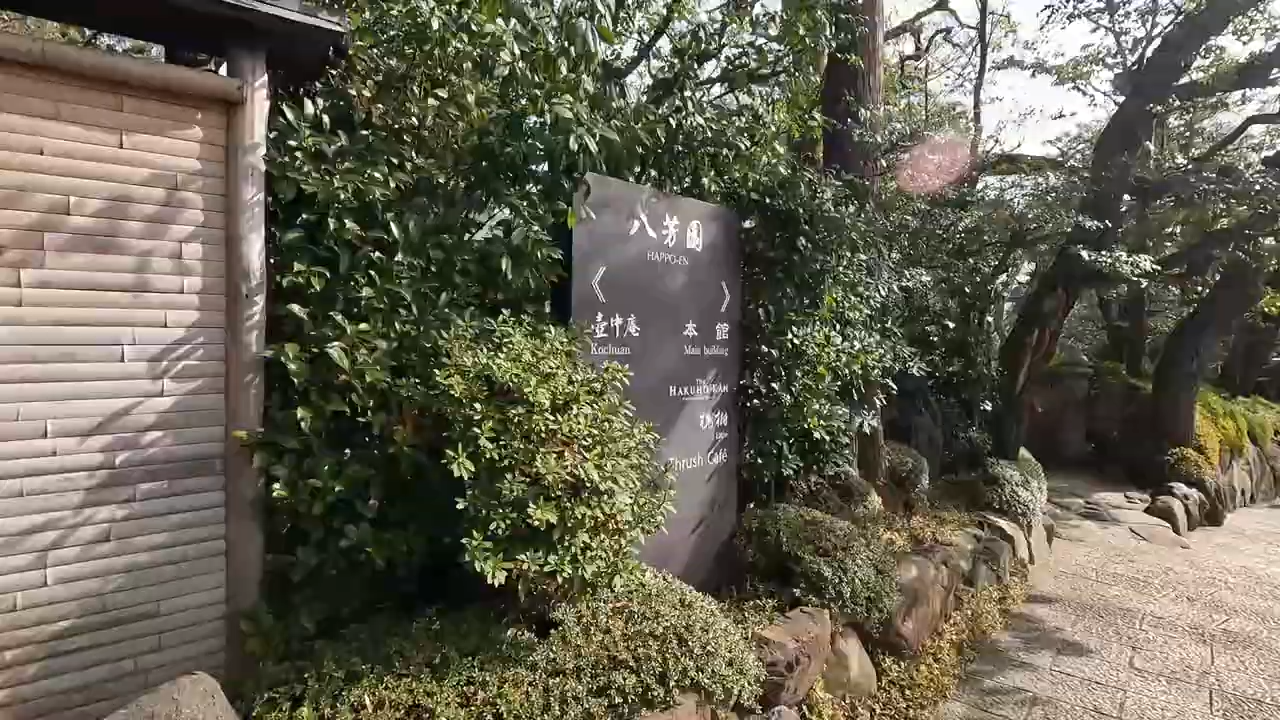 八芳園
HAPPO-EN
《 》
壺中庵 本館
Kochuan Main building
The
HAKUHO-KAN
Thrush Café